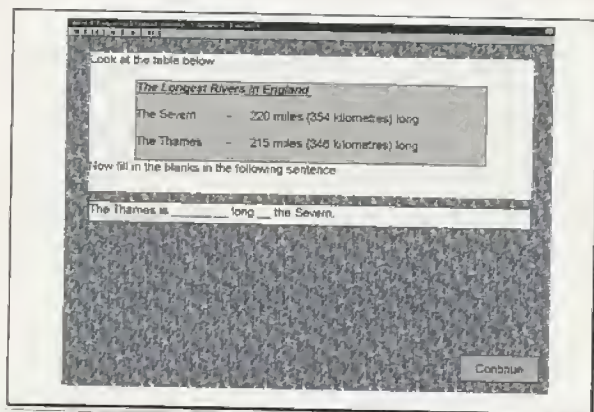 Look at the table below
The Longest Rivers in England
The Severn - 220 miles (354 kilometres) long
The Thames - 215 miles (346 kilometres) long
Now fill in the blanks in the following sentence
The Thames is ______ __ long __ the Severn.
Continue